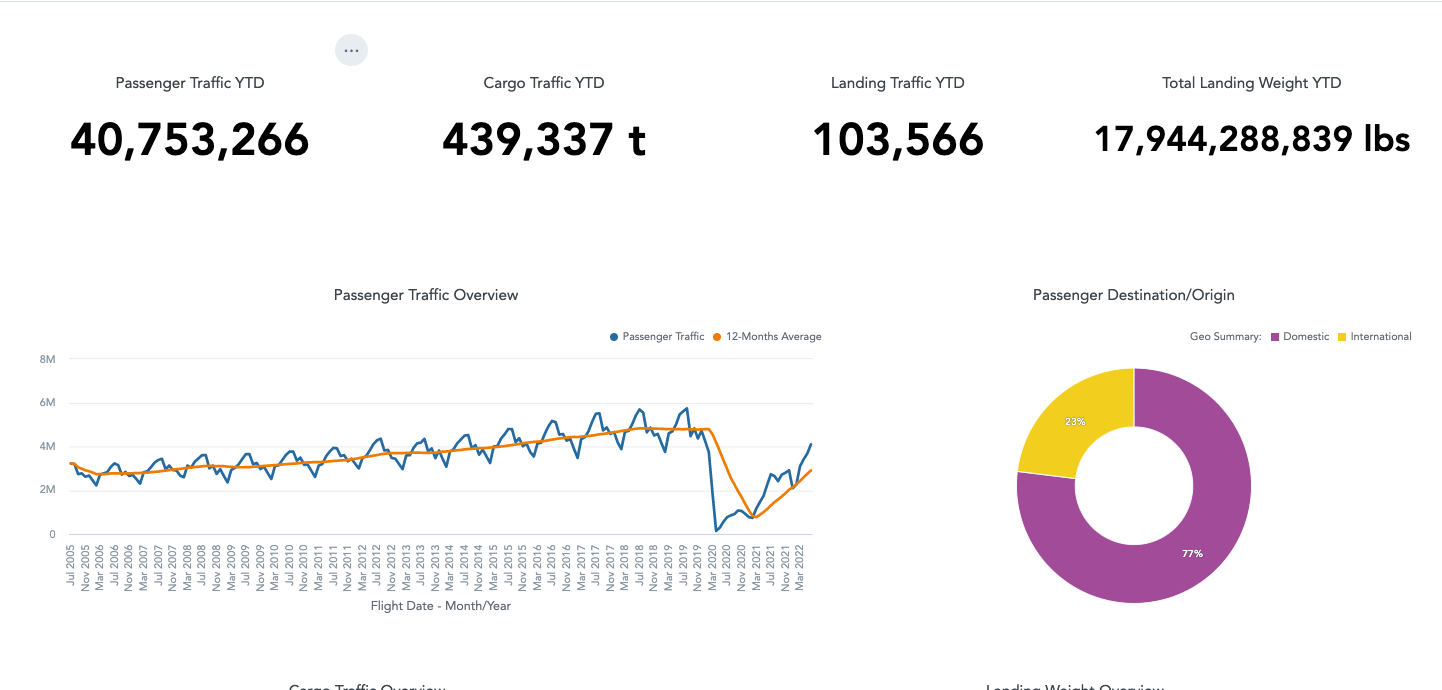 ...
Passenger Traffic YTD
Cargo Traffic YTD
Landing Traffic YTD
Total Landing Weight YTD
40,753,266
439,337 t
103,566
17,944,288,839 lbs
Passenger Traffic Overview
Passenger Destination/Origin
Passenger Traffic
12-Months Average
Geo Summary: Domestic International
8M
6M
4M
2M
0
Jul 2005
Nov 2005
Mar 2006
Jul 2006
Nov 2006
Mar 2007
Jul 2007
Nov 2007
Mar 2008
Jul 2008
Nov 2008
Mar 2009
Jul 2009
Nov 2009
Mar 2010
Jul 2010
Nov 2010
Mar 2011
Jul 2011
Nov 2011
Mar 2012
Jul 2012
Nov 2012
Mar 2013
Jul 2013
Nov 2013
Mar 2014
Jul 2014
Nov 2014
Mar 2015
Jul 2015
Nov 2015
Mar 2016
Jul 2016
Nov 2016
Mar 2017
Jul 2017
Nov 2017
Mar 2018
Jul 2018
Nov 2018
Mar 2019
Jul 2019
Nov 2019
Mar 2020
Jul 2020
Nov 2020
Mar 2021
Jul 2021
Nov 2021
Mar 2022
Flight Date - Month/Year
23%
77%
Cargo Traffic Overview
Landing Weight Overview